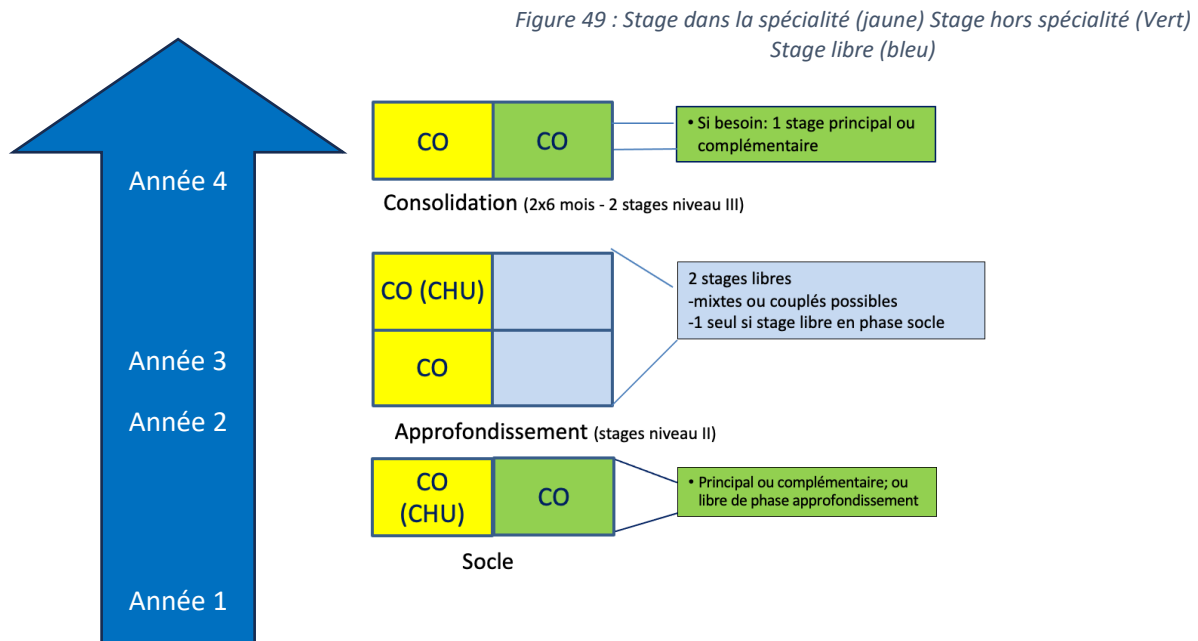 Figure 49 : Stage dans la spécialité (jaune) Stage hors spécialité (Vert)
Stage libre (bleu)
Année 4
CO
CO
• Si besoin: 1 stage principal ou
complémentaire
Consolidation (2x6 mois - 2 stages niveau III)
CO (CHU)
2 stages libres
-mixtes ou couplés possibles
-1 seul si stage libre en phase socle
Année 3
CO
Année 2
Approfondissement (stages niveau II)
CO
(CHU)
CO
• Principal ou complémentaire; ou
libre de phase approfondissement
Socle
Année 1